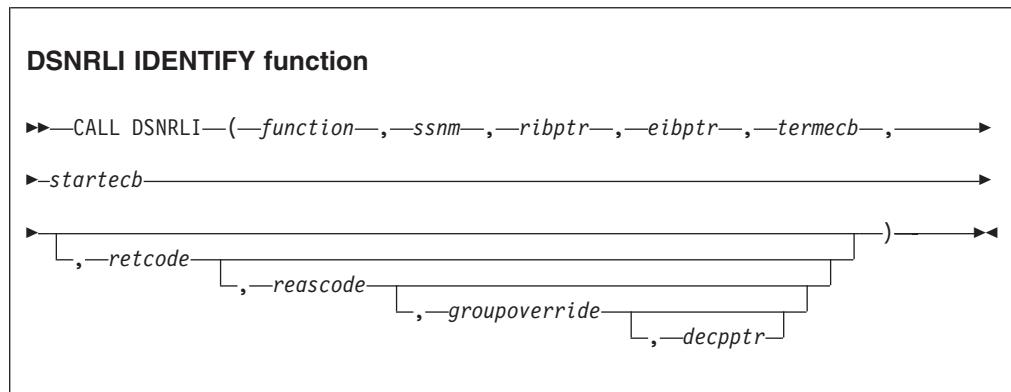 DSNRLI IDENTIFY function
CALL DSNRLI ( function , ssnm , ribptr , eibptr , termecb ,
startecb
)
, retcode
, reascode
, groupoverride
, decpptr